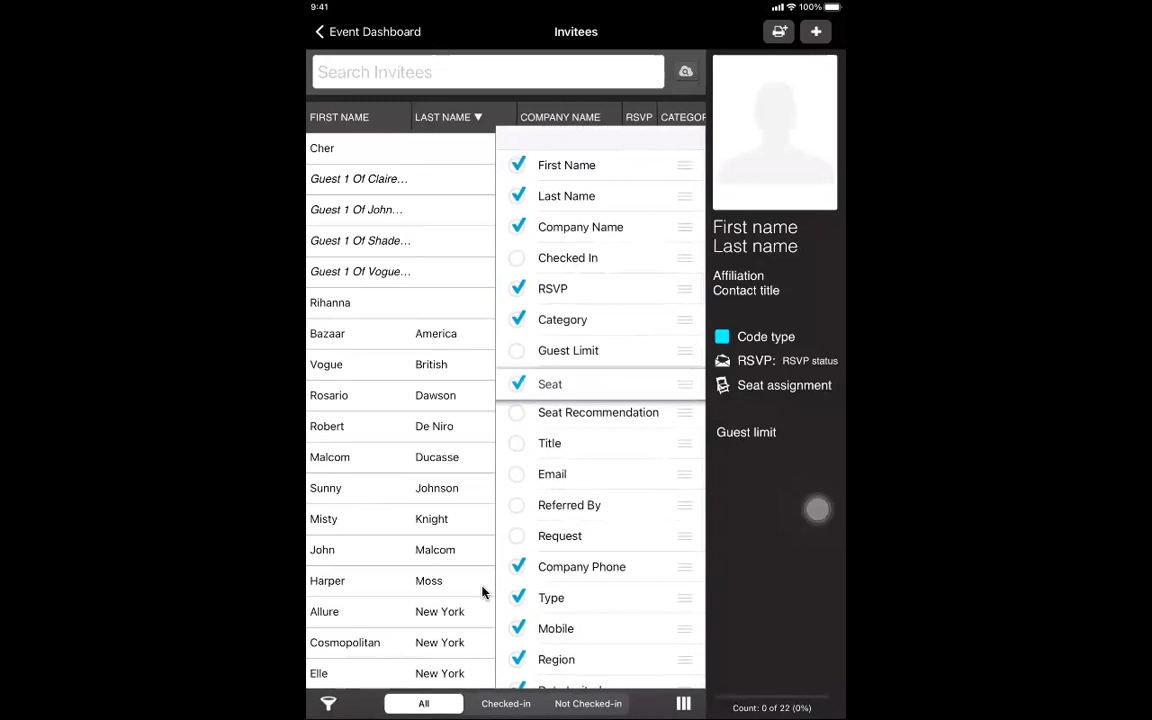 9:41
100%
Event Dashboard
Invitees
Search Invitees
FIRST NAME LAST NAME ▼ COMPANY NAME RSVP CATEGOR
Cher
Guest 1 Of Claire...
Guest 1 Of John...
Guest 1 Of Shade...
Guest 1 Of Vogue...
Rihanna
Bazaar America
Vogue British
Rosario Dawson
Robert De Niro
Malcom Ducasse
Sunny Johnson
Misty Knight
John Malcom
Harper Moss
Allure New York
Cosmopolitan New York
Elle New York
First Name
Last Name
Company Name
Checked In
RSVP
Category
Guest Limit
Seat
Seat Recommendation
Title
Email
Referred By
Request
Company Phone
Type
Mobile
Region
First name
Last name
Affiliation
Contact title
Code type
RSVP: RSVP status
Seat assignment
Guest limit
All Checked-in Not Checked-in
Count: 0 of 22 (0%)